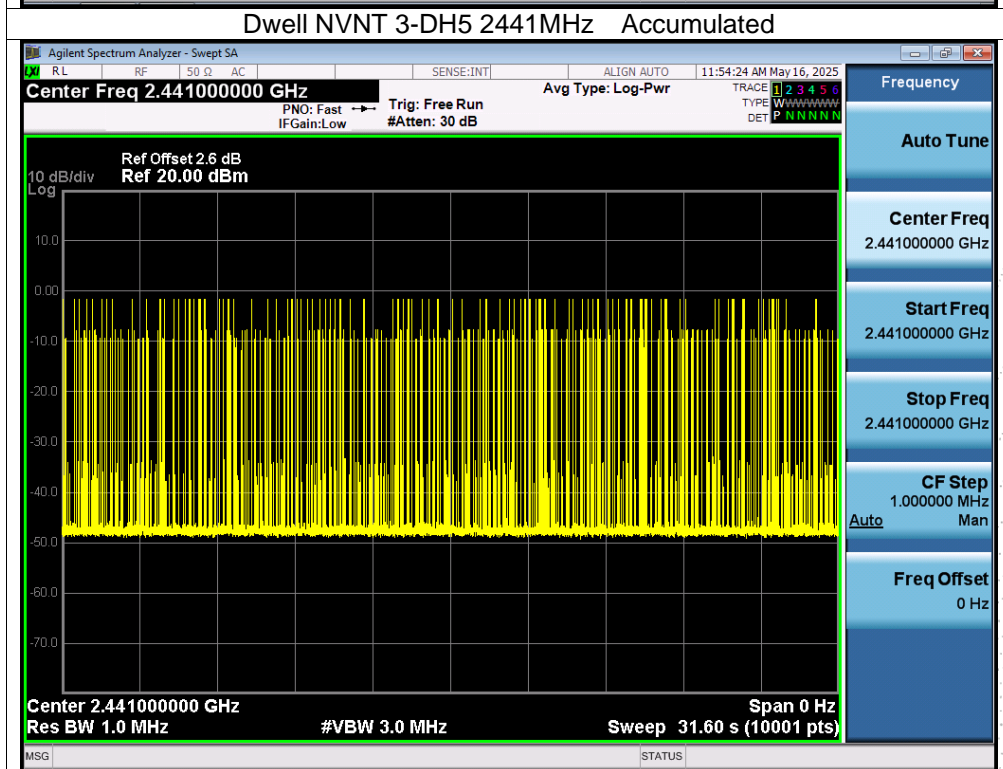 Dwell NVNT 3-DH5 2441MHz Accumulated
Agilent Spectrum Analyzer - Swept SA
LXI RL RF 50 Ω AC SENSE:INT ALIGN AUTO 11:54:24 AM May 16, 2025
Center Freq 2.441000000 GHz
PNO: Fast
IFGain:Low
Trig: Free Run
#Atten: 30 dB
Avg Type: Log-Pwr
TRACE 1 2 3 4 5 6
TYPE W W W W W W
DET P N N N N N
Frequency
Auto Tune
Center Freq
2.441000000 GHz
Start Freq
2.441000000 GHz
Stop Freq
2.441000000 GHz
CF Step
1.000000 MHz
Auto Man
Freq Offset
0 Hz
Ref Offset 2.6 dB
10 dB/div Ref 20.00 dBm
Log
10.0
0.00
-10.0
-20.0
-30.0
-40.0
-50.0
-60.0
-70.0
Center 2.441000000 GHz Span 0 Hz
Res BW 1.0 MHz #VBW 3.0 MHz Sweep 31.60 s (10001 pts)
MSG STATUS